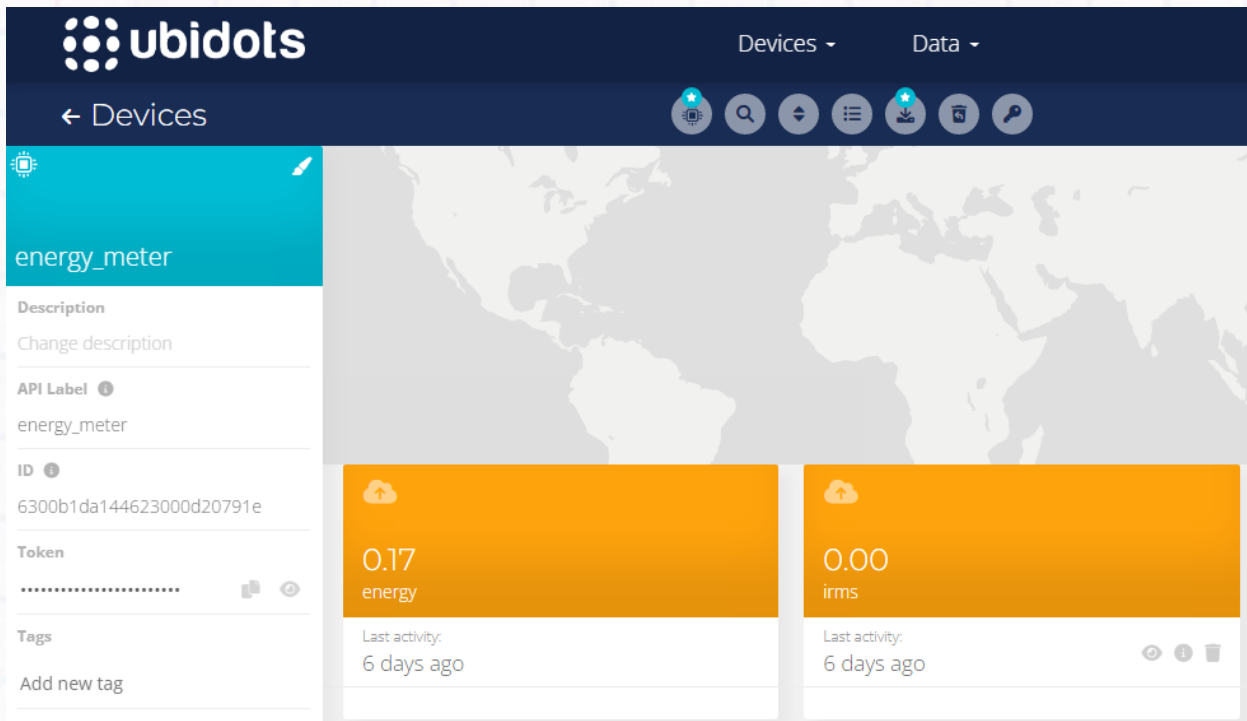 ubidots
Devices
Data
← Devices
energy_meter
Description
Change description
API Label
energy_meter
ID
6300b1da144623000d20791e
Token
••••••••••••••••••••••••
Tags
Add new tag
0.17
energy
Last activity:
6 days ago
0.00
irms
Last activity:
6 days ago